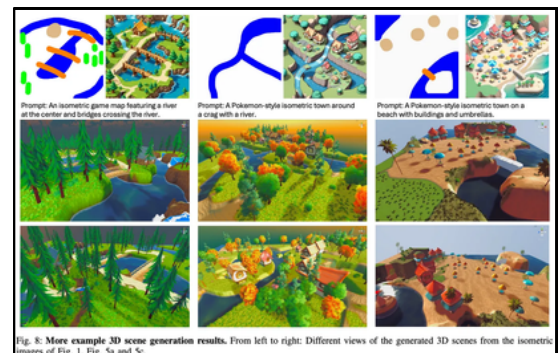 Prompt: An isometric game map featuring a river
at the center and bridges crossing the river.
Prompt: A Pokemon-style isometric town around
a crag with a river.
Prompt: A Pokemon-style isometric town on a
beach with buildings and umbrellas.
Fig. 8: More example 3D scene generation results. From left to right: Different views of the generated 3D scenes from the isometric
images of Fig. 1, Fig. 5a and 5c.